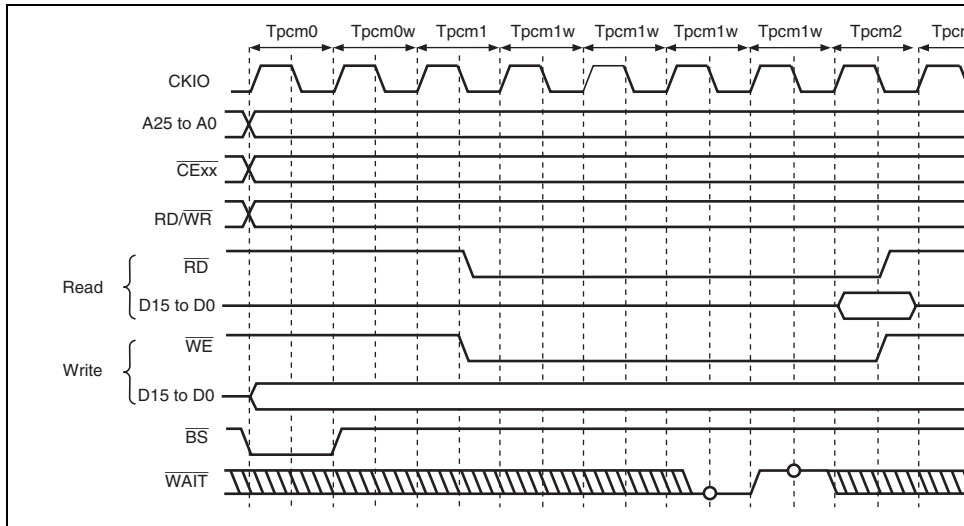 Tpcm0 Tpcm0w Tpcm1 Tpcm1w Tpcm1w Tpcm1w Tpcm1w Tpcm2 Tpcm
CKIO
A25 to A0
CExx
RD/WR
RD
Read
D15 to D0
WE
Write
D15 to D0
BS
WAIT